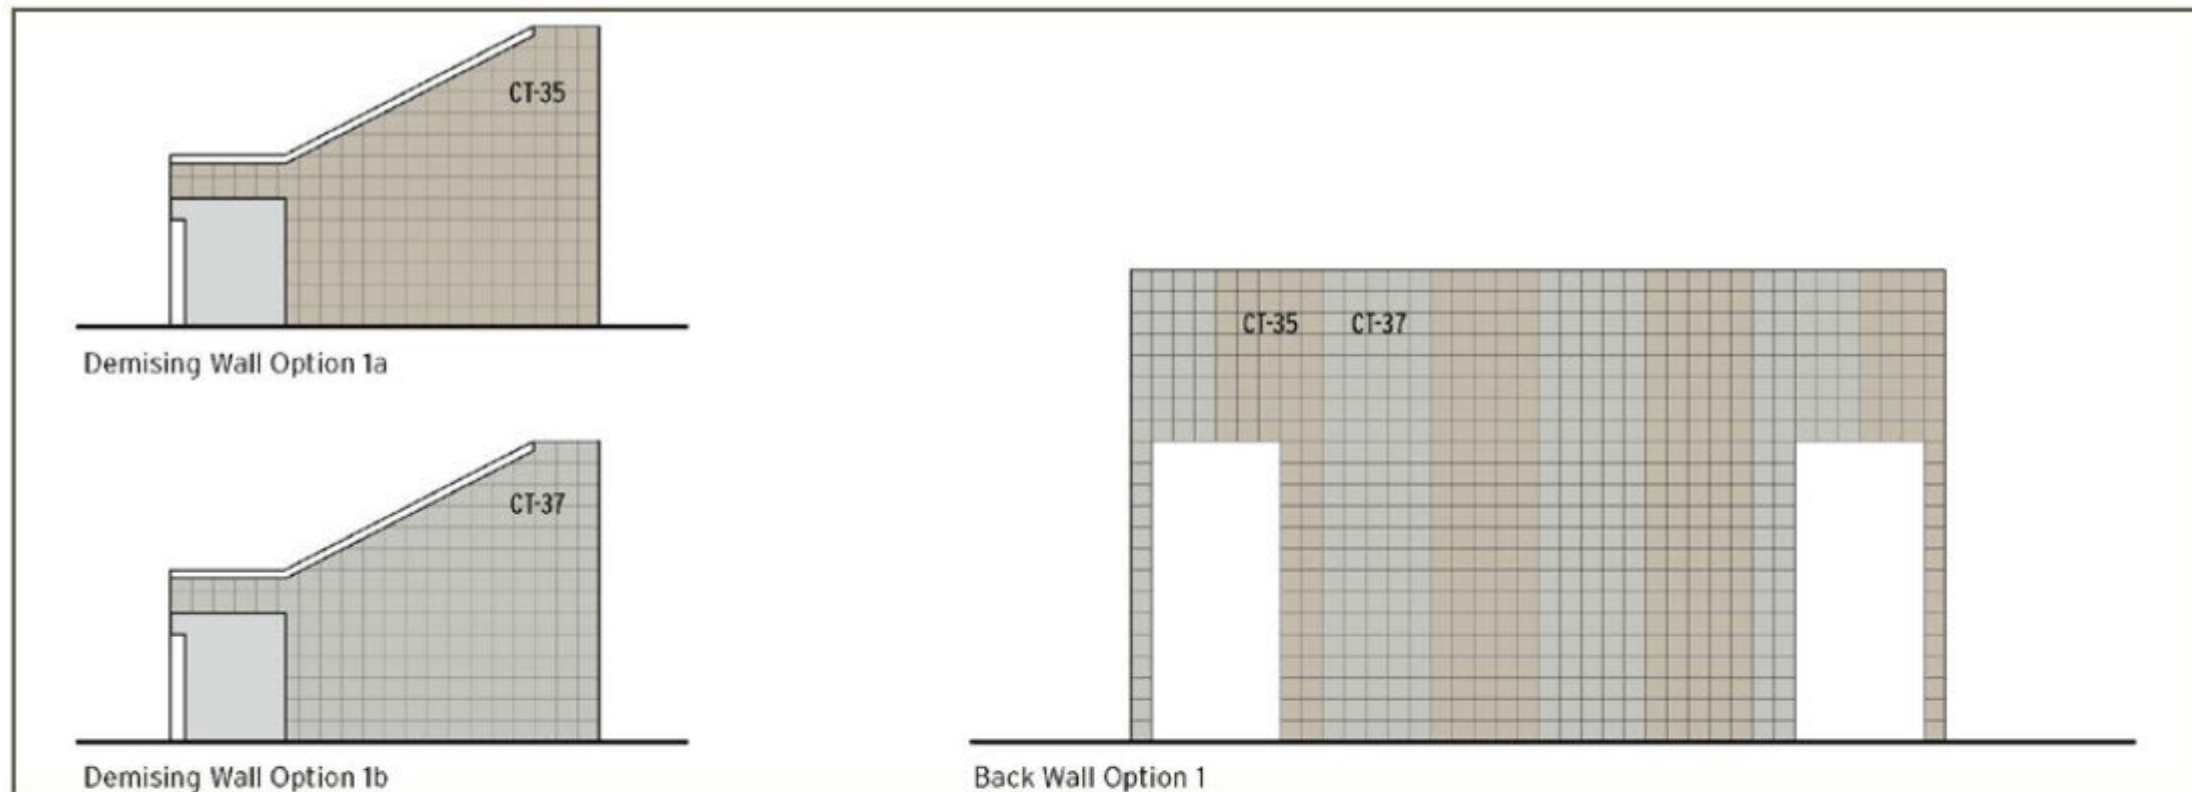 CT-35
Demising Wall Option 1a
CT-37
Demising Wall Option 1b
CT-35 CT-37
Back Wall Option 1